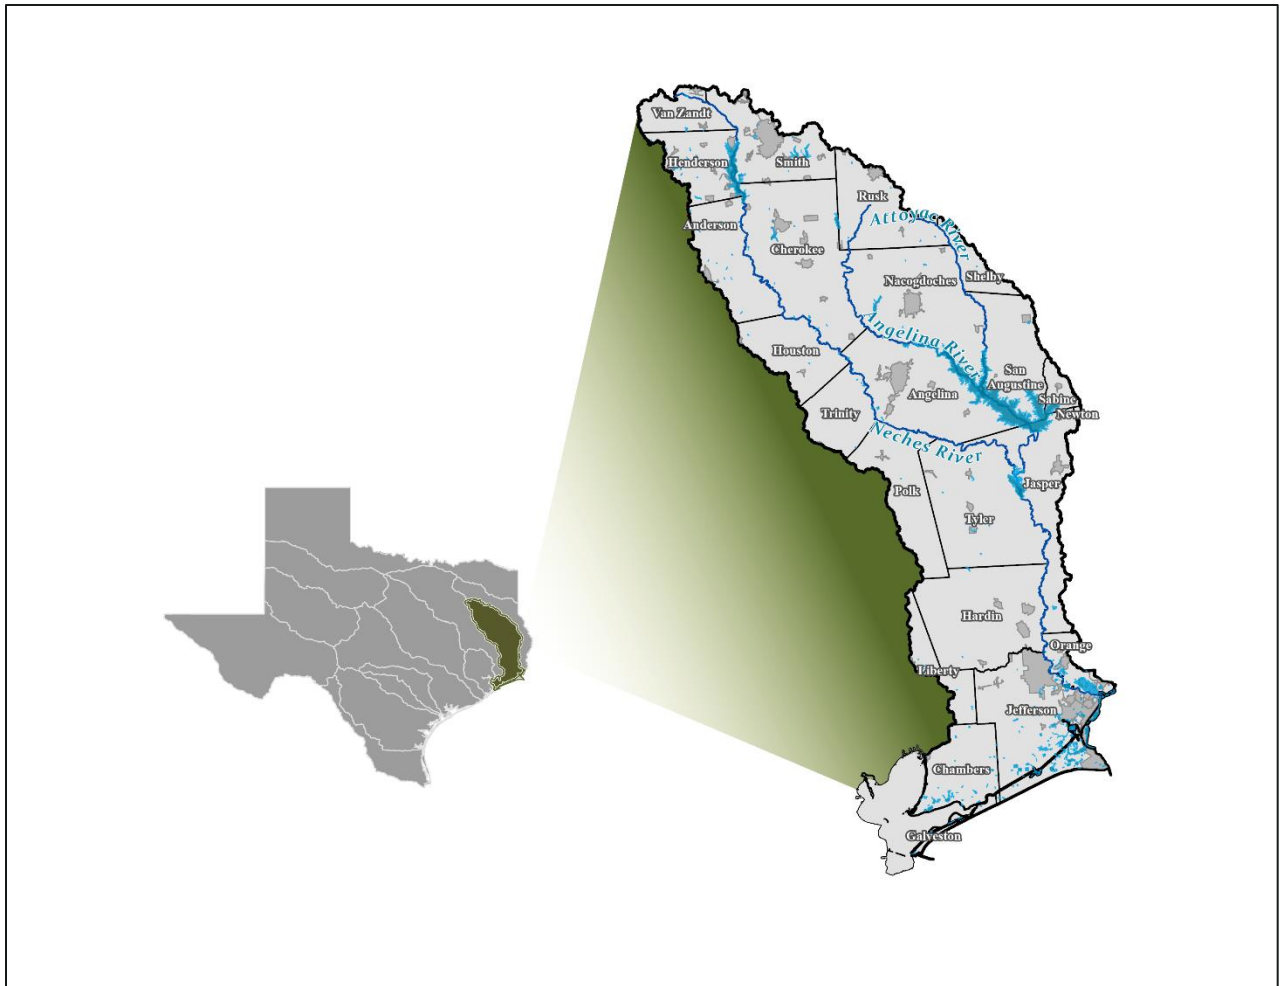 Van Zandt
Henderson
Smith
Rusk
Attoyac River
Anderson
Cherokee
Shelby
Nacogdoches
Angelina River
Houston
San
Augustine
Angelina
Sabine
Trinity
Newton
Neches River
Jasper
Polk
Tyler
Hardin
Orange
Liberty
Jefferson
Chambers
Galveston